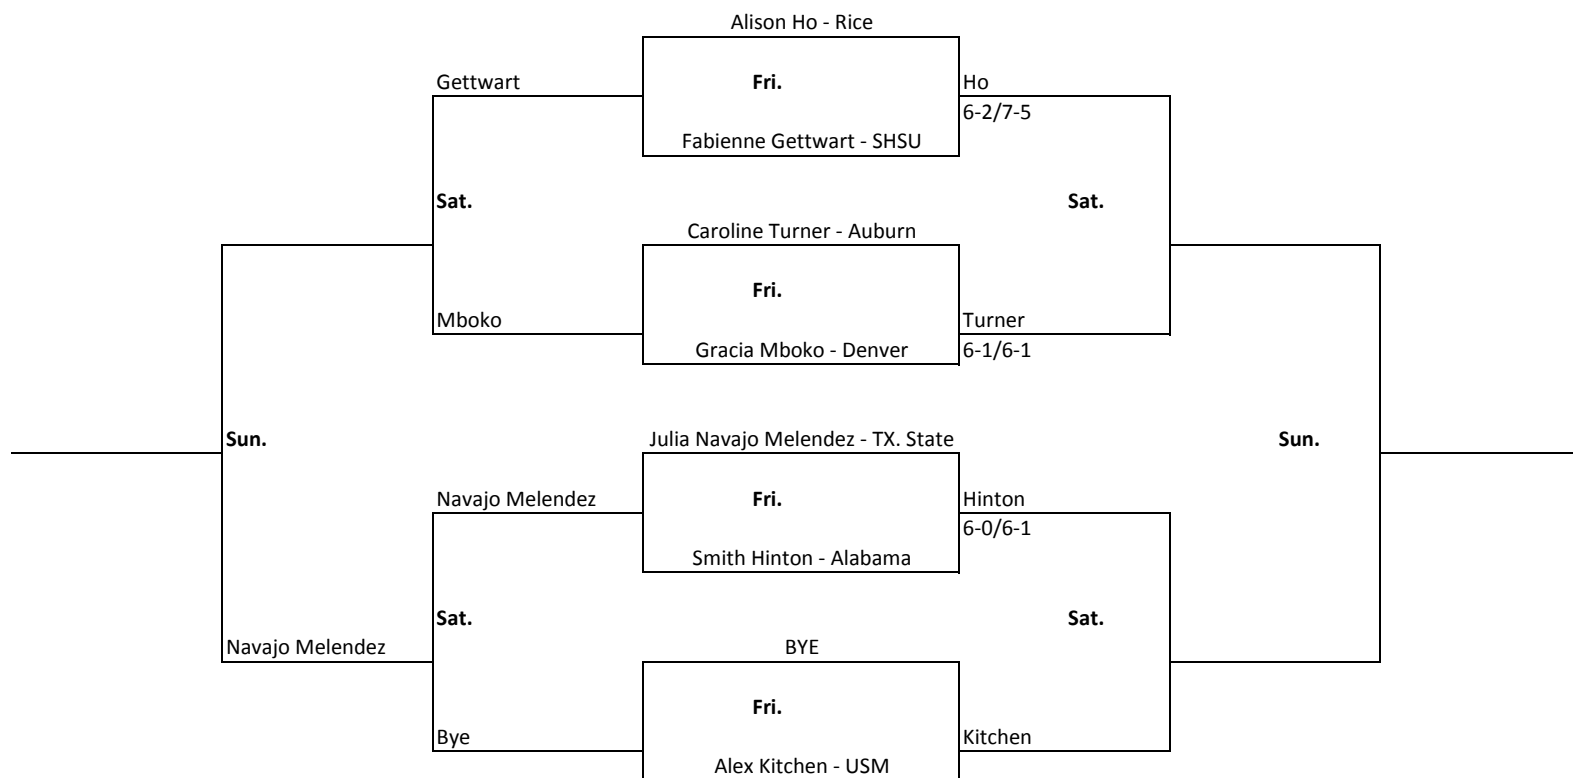 Alison Ho - Rice
Gettwart Fri. Ho
6-2/7-5
Fabienne Gettwart - SHSU
Sat. Sat.
Caroline Turner - Auburn
Fri.
Mboko Turner
Gracia Mboko - Denver 6-1/6-1
Sun. Julia Navajo Melendez - TX. State Sun.
Navajo Melendez Fri. Hinton
6-0/6-1
Smith Hinton - Alabama
Sat. Sat.
Navajo Melendez BYE
Fri.
Bye Kitchen
Alex Kitchen - USM